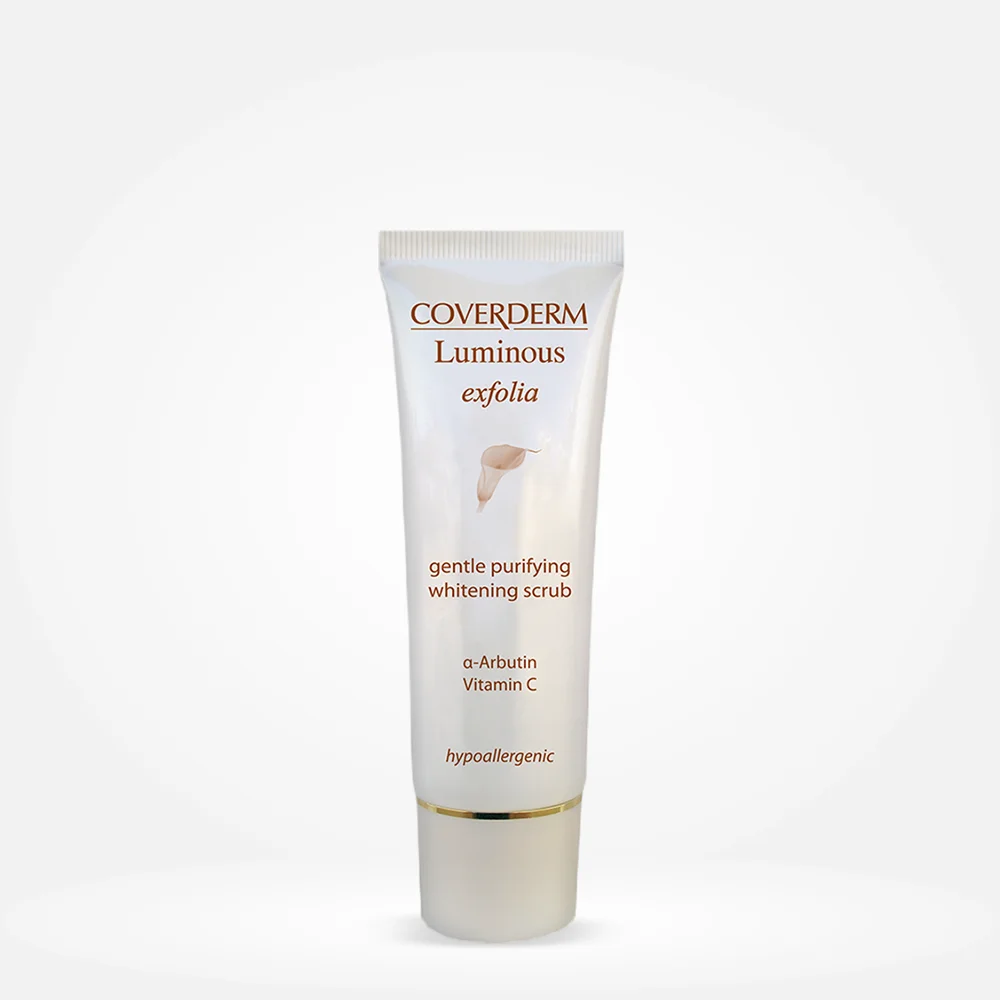 COVERDERM
Luminous
exfolia
gentle purifying
whitening scrub
α-Arbutin
Vitamin C
hypoallergenic